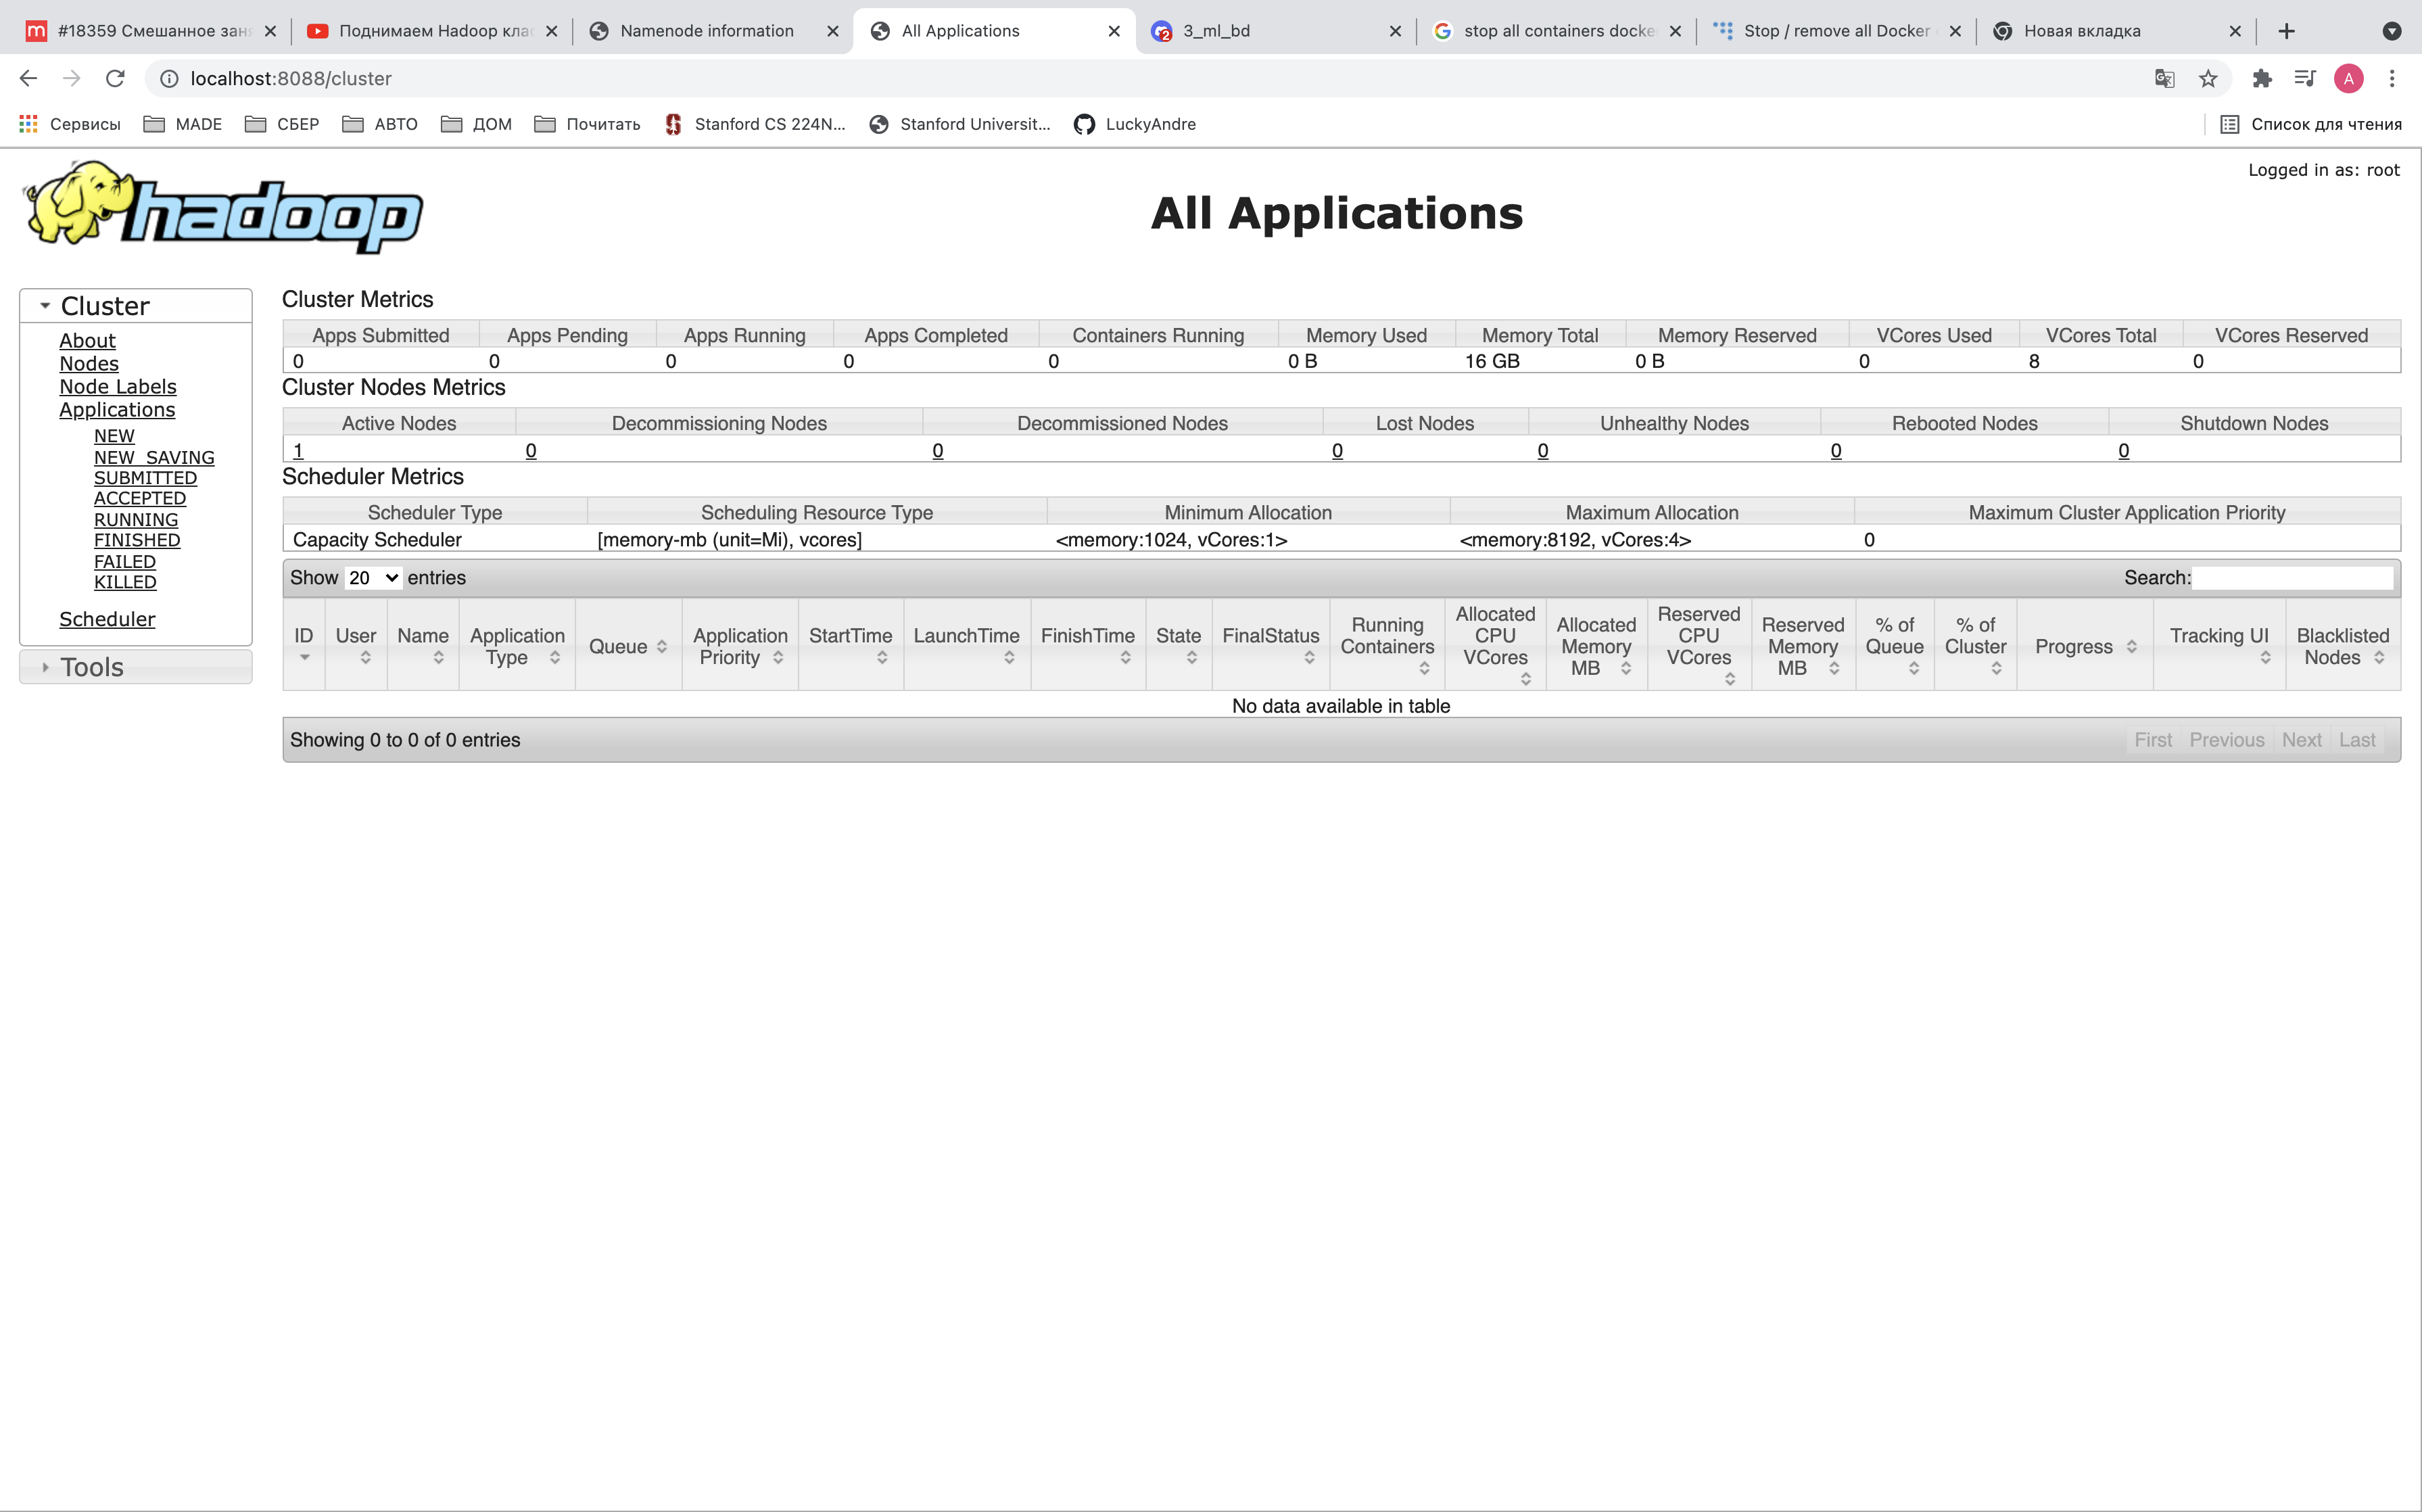 #18359 Смешанное заня
Поднимаем Hadoop клас
Namenode information
All Applications
2
3_ml_bd
stop all containers docke
Stop / remove all Docker
Новая вкладка
localhost:8088/cluster
A
Сервисы
MADE
СБЕР
АВТО
ДОМ
Почитать
Stanford CS 224N...
Stanford Universit...
LuckyAndre
Список для чтения
hadoop
All Applications
Logged in as: root
Cluster
About
Nodes
Node Labels
Applications
NEW
NEW_SAVING
SUBMITTED
ACCEPTED
RUNNING
FINISHED
FAILED
KILLED
Scheduler
Tools
Cluster Metrics
Apps Submitted Apps Pending Apps Running Apps Completed Containers Running Memory Used Memory Total Memory Reserved VCores Used VCores Total VCores Reserved
0 0 0 0 0 0 B 16 GB 0 B 0 8 0
Cluster Nodes Metrics
Active Nodes Decommissioning Nodes Decommissioned Nodes Lost Nodes Unhealthy Nodes Rebooted Nodes Shutdown Nodes
1 0 0 0 0 0 0
Scheduler Metrics
Scheduler Type Scheduling Resource Type Minimum Allocation Maximum Allocation Maximum Cluster Application Priority
Capacity Scheduler [memory-mb (unit=Mi), vcores] <memory:1024, vCores:1> <memory:8192, vCores:4> 0
Show 20 entries Search:
ID User Name Application Type Queue Application Priority StartTime LaunchTime FinishTime State FinalStatus Running Containers Allocated CPU VCores Allocated Memory MB Reserved CPU VCores Reserved Memory MB % of Queue % of Cluster Progress Tracking UI Blacklisted Nodes
No data available in table
Showing 0 to 0 of 0 entries First Previous Next Last